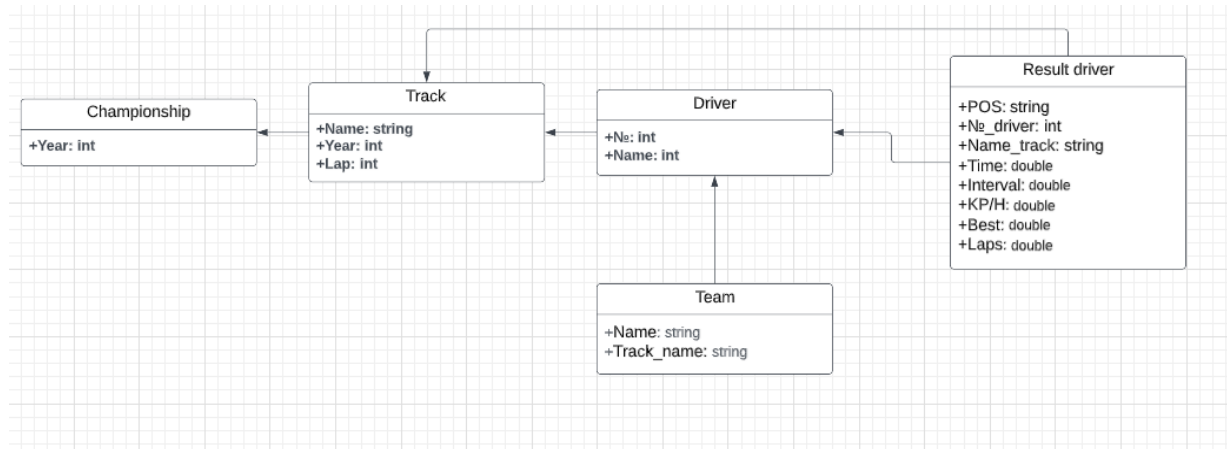 Championship
+Year: int
Track
+Name: string
+Year: int
+Lap: int
Driver
+№: int
+Name: int
Result driver
+POS: string
+№_driver: int
+Name_track: string
+Time: double
+Interval: double
+KP/H: double
+Best: double
+Laps: double
Team
+Name: string
+Track_name: string